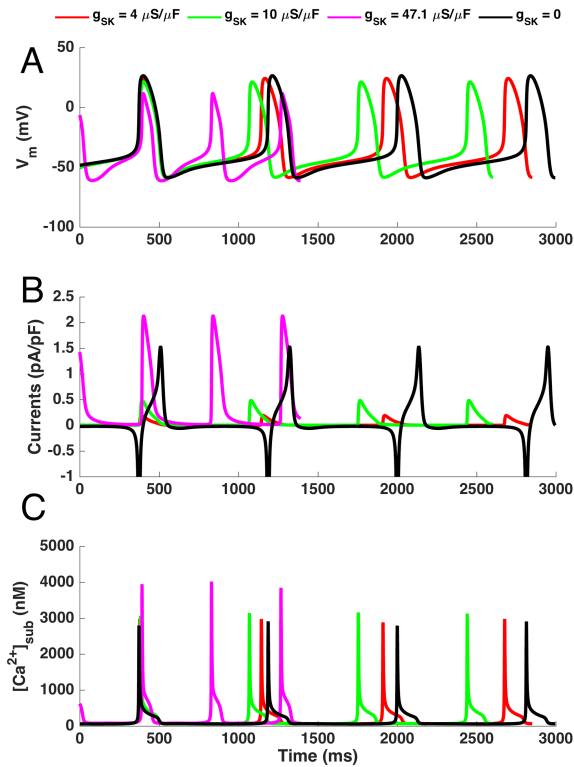 g_SK = 4 μS/μF g_SK = 10 μS/μF g_SK = 47.1 μS/μF g_SK = 0
A
50
0
-50
-100
V_m (mV)
0 500 1000 1500 2000 2500 3000
B
2.5
2
1.5
1
0.5
0
-0.5
-1
Currents (pA/pF)
0 500 1000 1500 2000 2500 3000
C
5000
4000
3000
2000
1000
0
[Ca²⁺]_sub (nM)
0 500 1000 1500 2000 2500 3000
Time (ms)